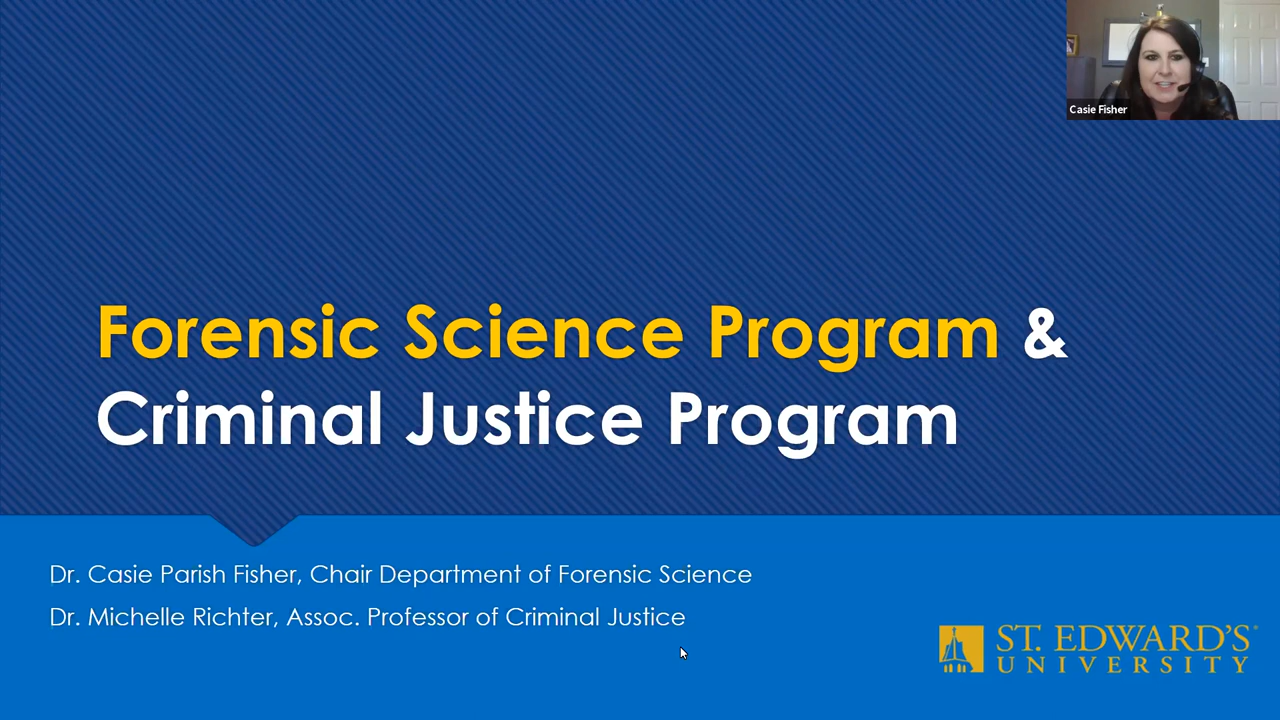 Casie Fisher
Forensic Science Program &
Criminal Justice Program
Dr. Casie Parish Fisher, Chair Department of Forensic Science
Dr. Michelle Richter, Assoc. Professor of Criminal Justice
ST. EDWARD'S
UNIVERSITY